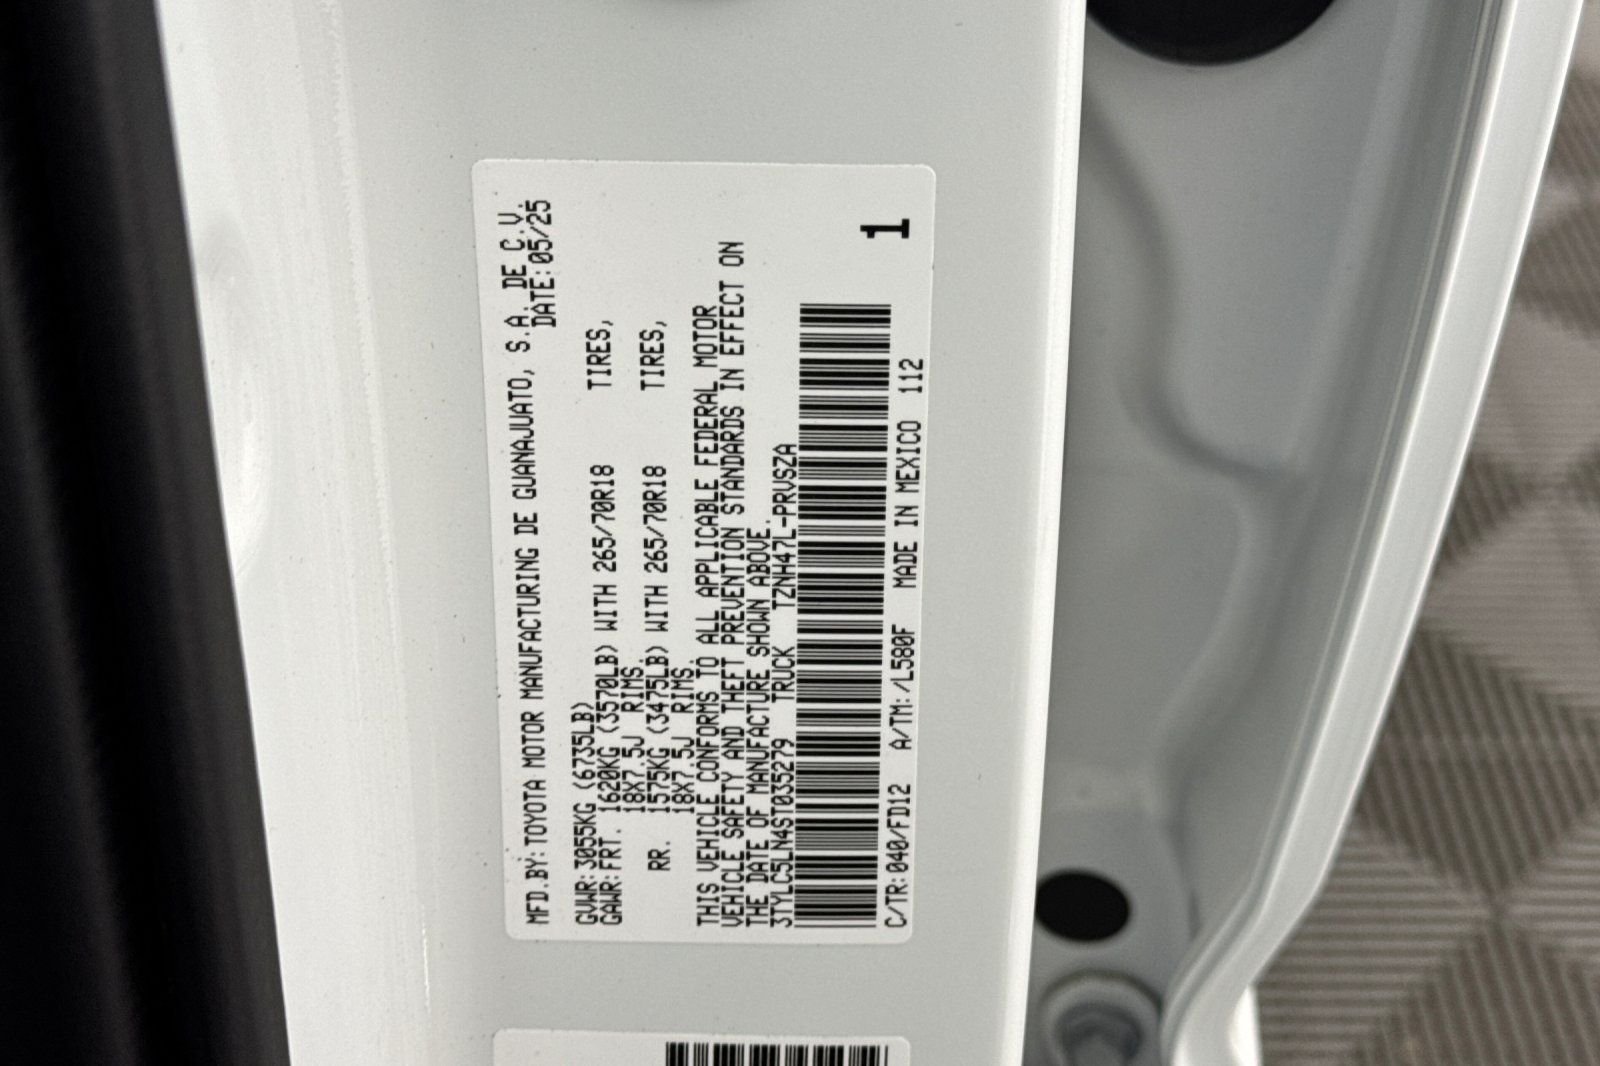 MFD.BY:TOYOTA MOTOR MANUFACTURING DE GUANAJUATO, S.A. DE C.V.
DATE:05/25
GVWR:3055KG (6735LB)
GAWR:FRT. 1620KG (3570LB) WITH 265/70R18 TIRES,
18X7.5J RIMS.
RR. 1575KG (3475LB) WITH 265/70R18 TIRES,
18X7.5J RIMS.
THIS VEHICLE CONFORMS TO ALL APPLICABLE FEDERAL MOTOR
VEHICLE SAFETY AND THEFT PREVENTION STANDARDS IN EFFECT ON
THE DATE OF MANUFACTURE SHOWN ABOVE.
3TYLC5LN4ST035279 TRUCK TZNH47L-PRVSZA
1
C/TR:040/FD12 A/TM:/L580F MADE IN MEXICO 112